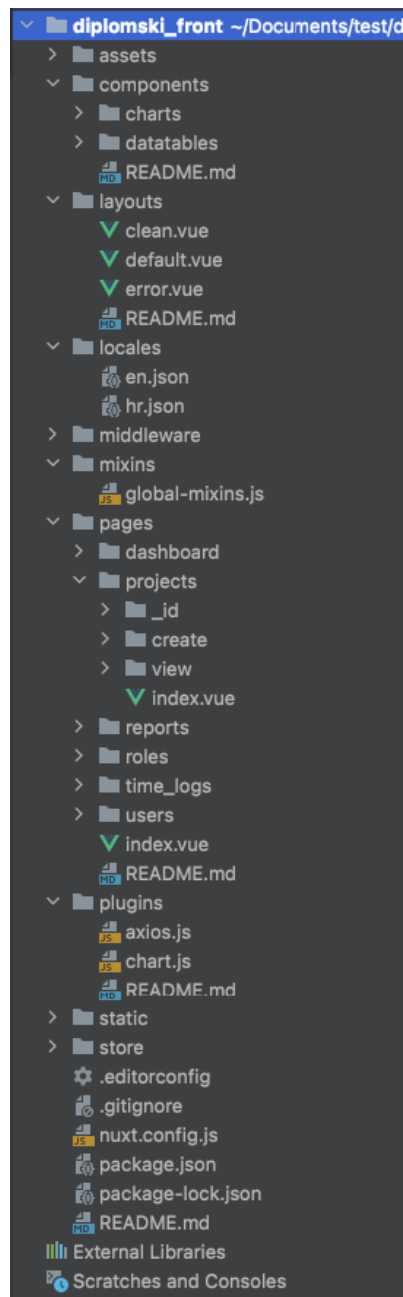 diplomski_front ~/Documents/test/d
assets
components
charts
datatables
README.md
layouts
clean.vue
default.vue
error.vue
README.md
locales
en.json
hr.json
middleware
mixins
global-mixins.js
pages
dashboard
projects
_id
create
view
index.vue
reports
roles
time_logs
users
index.vue
README.md
plugins
axios.js
chart.js
README.md
static
store
.editorconfig
.gitignore
nuxt.config.js
package.json
package-lock.json
README.md
External Libraries
Scratches and Consoles